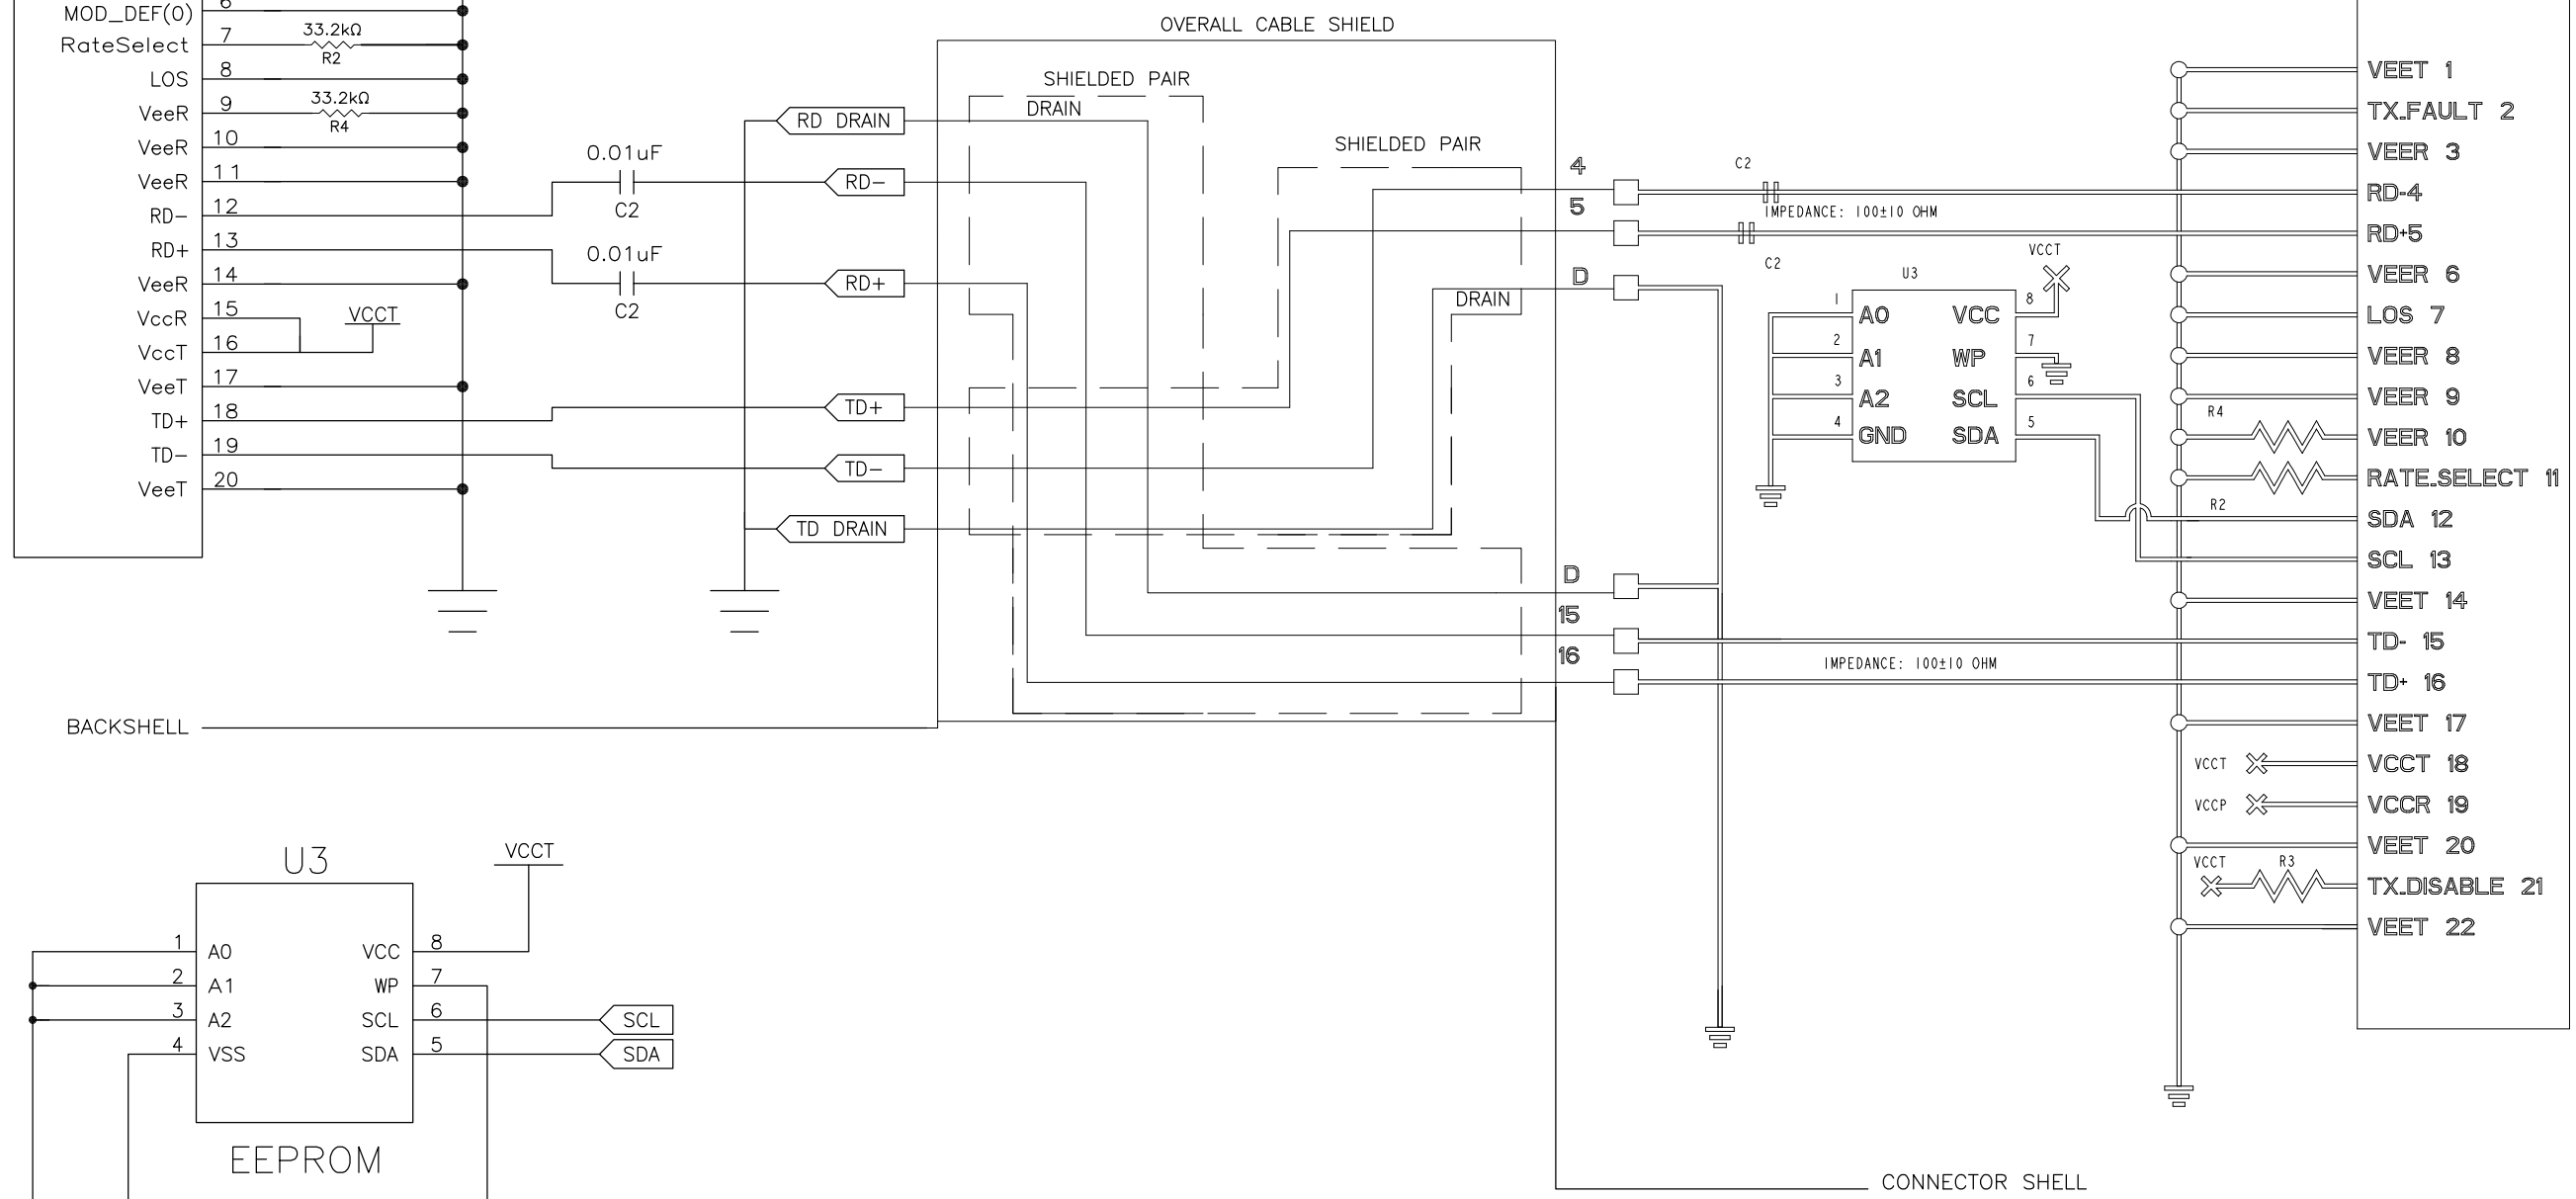 6
MOD_DEF(0)
RateSelect 7 33.2kΩ
R2
LOS 8
VeeR 9 33.2kΩ
R4
VeeR 10
VeeR 11
RD- 12
RD+ 13
VeeR 14
VccR 15
VccT 16
VCCT
VeeT 17
TD+ 18
TD- 19
VeeT 20
0.01uF
C2
0.01uF
C2
OVERALL CABLE SHIELD
SHIELDED PAIR
DRAIN
RD DRAIN
RD-
RD+
TD+
TD-
TD DRAIN
SHIELDED PAIR
DRAIN
BACKSHELL
4
5
D
D
15
16
C2
IMPEDANCE: 100±10 OHM
C2
U3
VCCT
1 A0 VCC 8
2 A1 WP 7
3 A2 SCL 6
4 GND SDA 5
IMPEDANCE: 100±10 OHM
VEET 1
TX_FAULT 2
VEER 3
RD-4
RD+5
VEER 6
LOS 7
VEER 8
VEER 9
R4
VEER 10
RATE_SELECT 11
R2
SDA 12
SCL 13
VEET 14
TD- 15
TD+ 16
VEET 17
VCCT VCCT 18
VCCP VCCR 19
VEET 20
VCCT R3
TX_DISABLE 21
VEET 22
U3
VCCT
1 A0 VCC 8
2 A1 WP 7
3 A2 SCL 6 SCL
4 VSS SDA 5 SDA
EEPROM
CONNECTOR SHELL